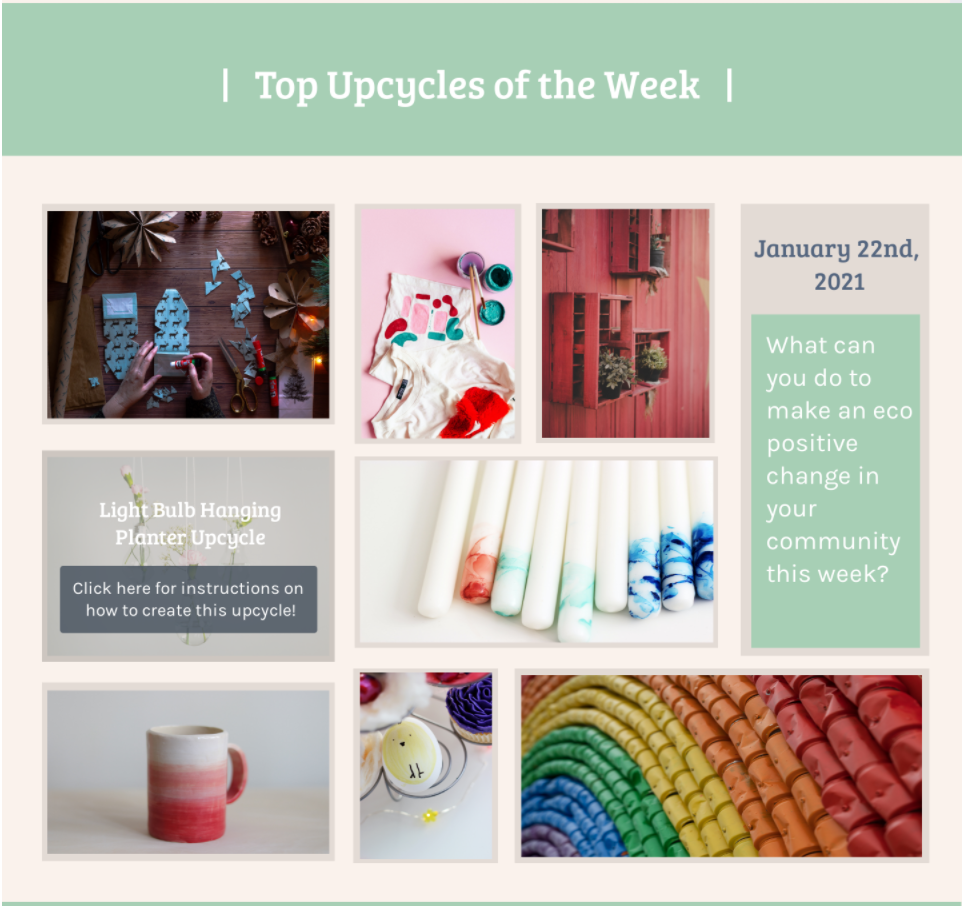 | Top Upcycles of the Week |
January 22nd,
2021
What can
you do to
make an eco
positive
change in
your
community
this week?
Light Bulb Hanging
Planter Upcycle
Click here for instructions on
how to create this upcycle!